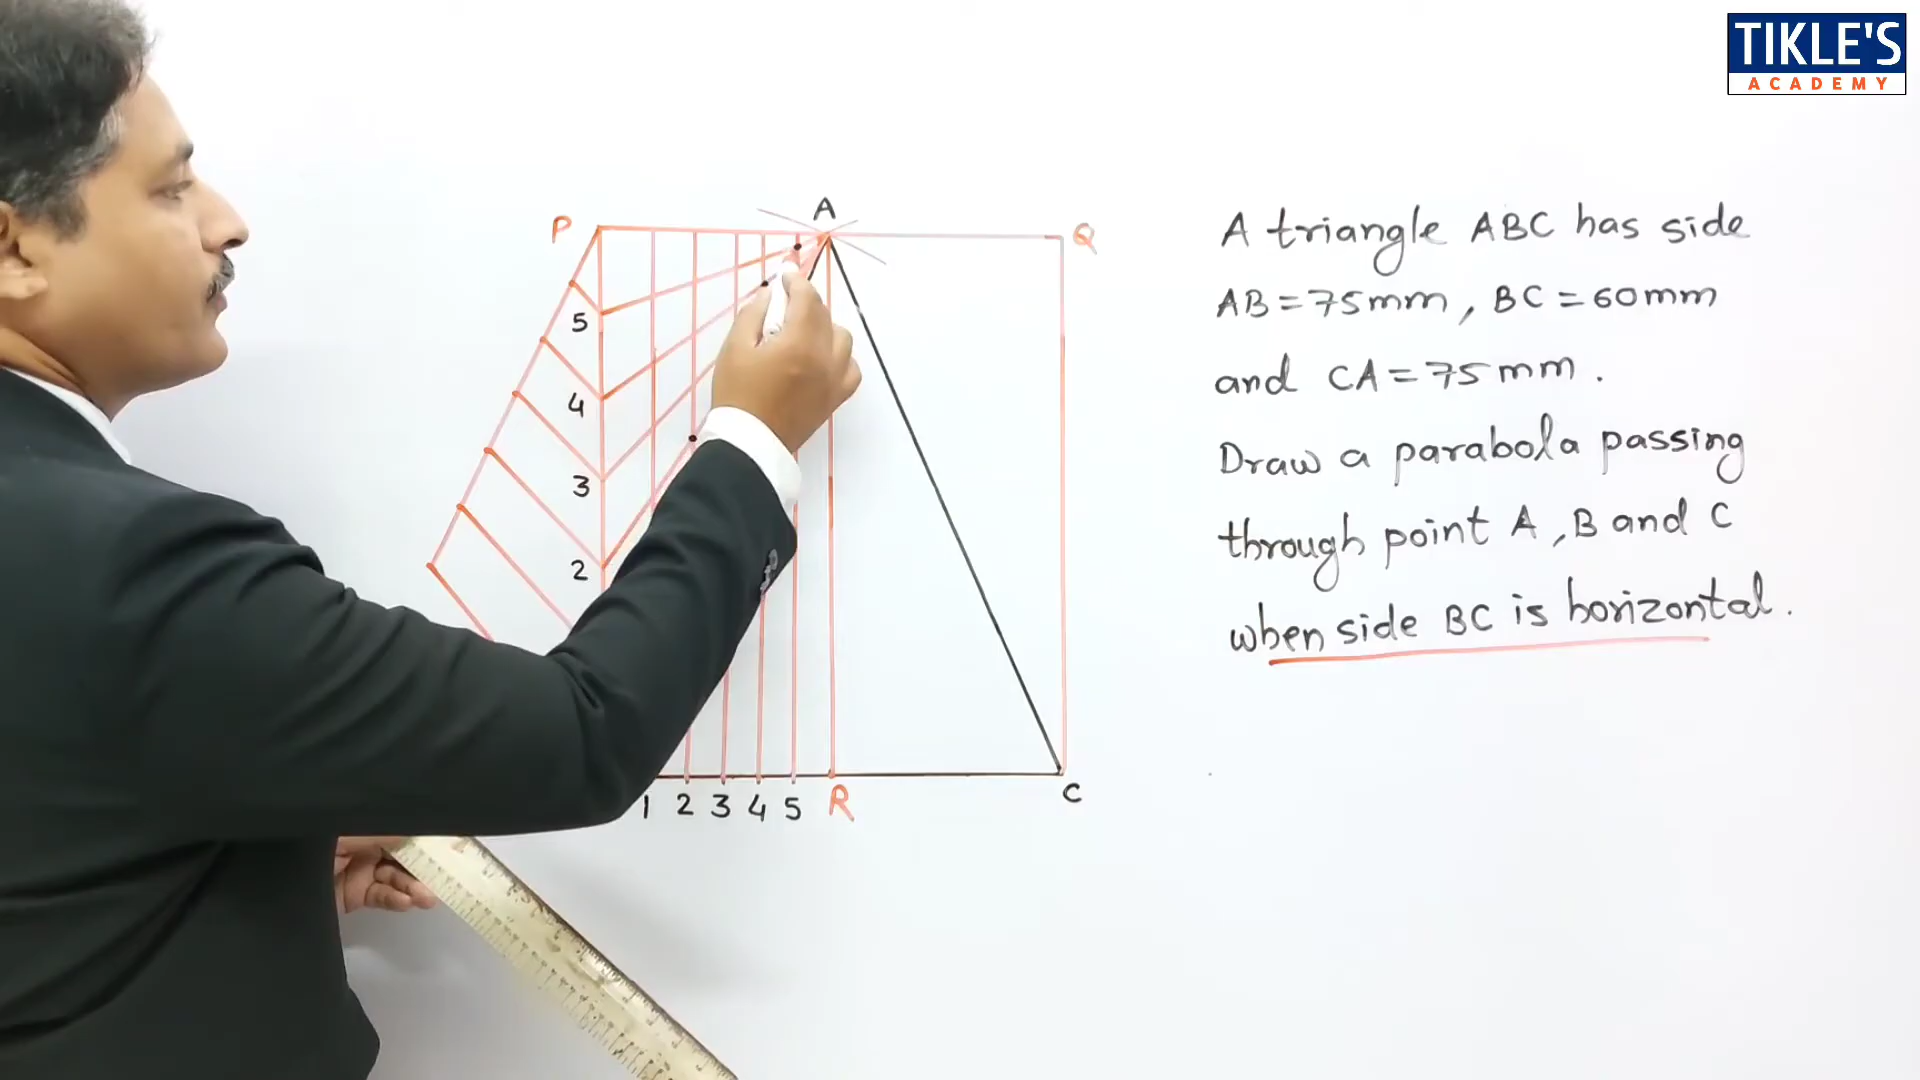 TIKLE'S
ACADEMY
A
P
Q
5
4
3
2
1 2 3 4 5 R
C
A triangle ABC has side
AB = 75mm, BC = 60mm
and CA = 75mm.
Draw a parabola passing
through point A, B and C
when side BC is horizontal.